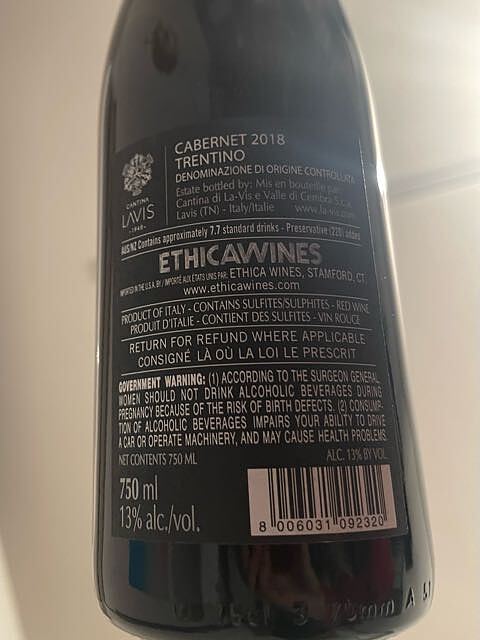 CABERNET 2018
TRENTINO
DENOMINAZIONE DI ORIGINE CONTROLLATA
Estate bottled by: Mis en bouteille par
Cantina di La-Vis e Valle di Cembra S.c.a.
Lavis (TN) - Italy/Italie www.la-vis.com
CANTINA
LAVIS
-1948-
AUS/NZ Contains approximately 7.7 standard drinks - Preservative (220) added
ETHICAWINES
IMPORTED IN THE U.S.A. BY / IMPORTÉ AUX ÉTATS UNIS PAR: ETHICA WINES, STAMFORD, CT.
www.ethicawines.com
PRODUCT OF ITALY - CONTAINS SULFITES/SULPHITES - RED WINE
PRODUIT D'ITALIE - CONTIENT DES SULFITES - VIN ROUGE
RETURN FOR REFUND WHERE APPLICABLE
CONSIGNÉ LÀ OÙ LA LOI LE PRESCRIT
GOVERNMENT WARNING: (1) ACCORDING TO THE SURGEON GENERAL,
WOMEN SHOULD NOT DRINK ALCOHOLIC BEVERAGES DURING
PREGNANCY BECAUSE OF THE RISK OF BIRTH DEFECTS. (2) CONSUMP-
TION OF ALCOHOLIC BEVERAGES IMPAIRS YOUR ABILITY TO DRIVE
A CAR OR OPERATE MACHINERY, AND MAY CAUSE HEALTH PROBLEMS.
NET CONTENTS 750 ML ALC. 13% BY VOL.
750 ml
13% alc./vol.
8 006031 092320
75cl 3 75mm A